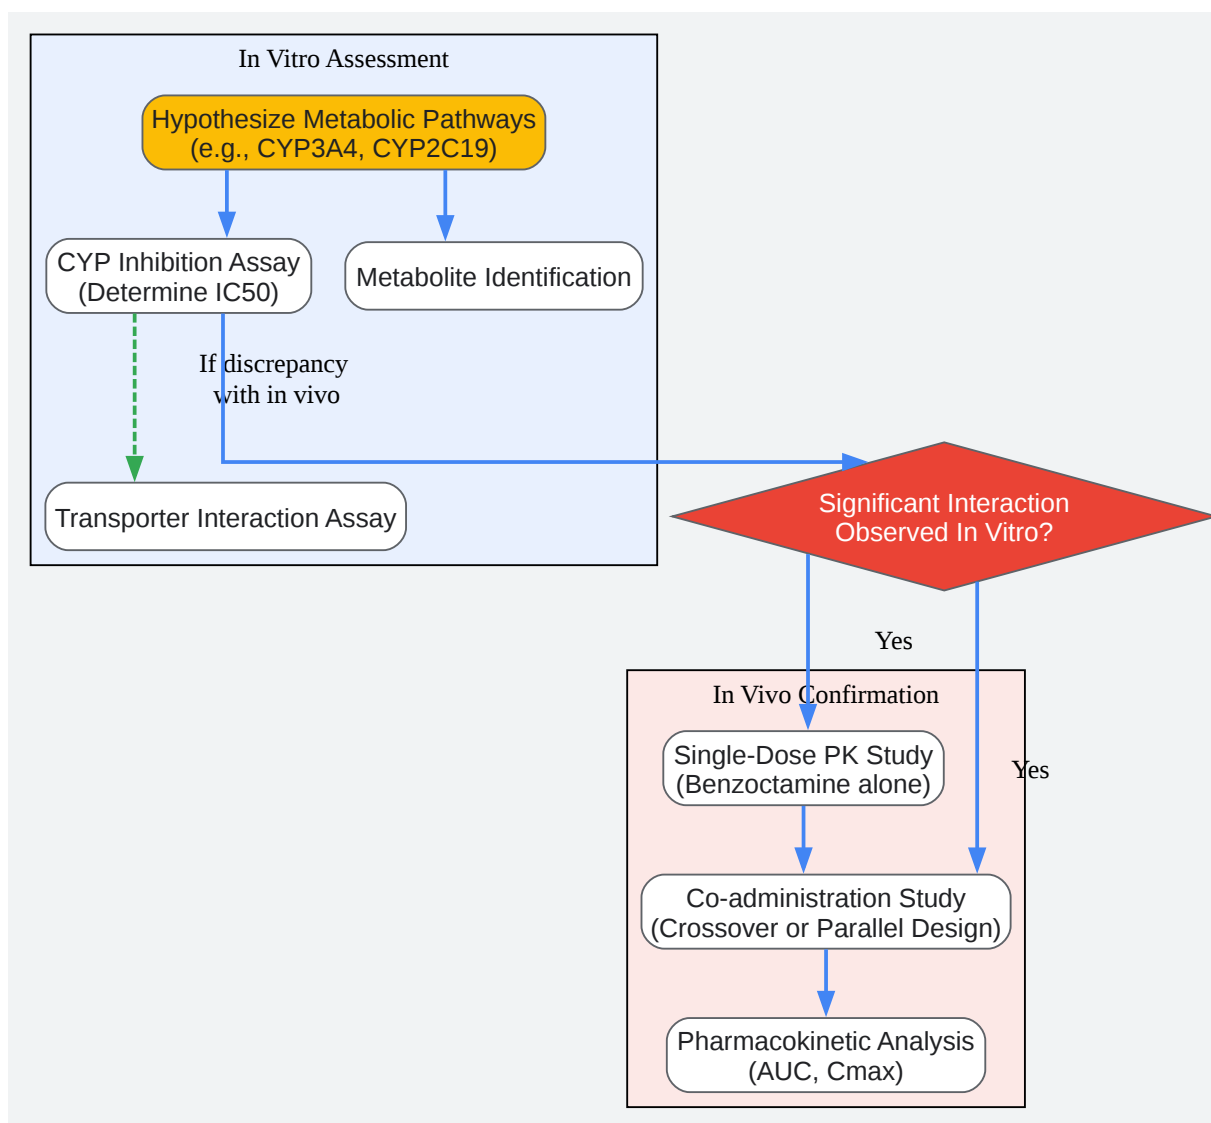 In Vitro Assessment
Hypothesize Metabolic Pathways
(e.g., CYP3A4, CYP2C19)
CYP Inhibition Assay
(Determine IC50)
Metabolite Identification
If discrepancy
with in vivo
Transporter Interaction Assay
Significant Interaction
Observed In Vitro?
Yes
In Vivo Confirmation
Single-Dose PK Study
(Benzoctamine alone)
Yes
Co-administration Study
(Crossover or Parallel Design)
Pharmacokinetic Analysis
(AUC, Cmax)